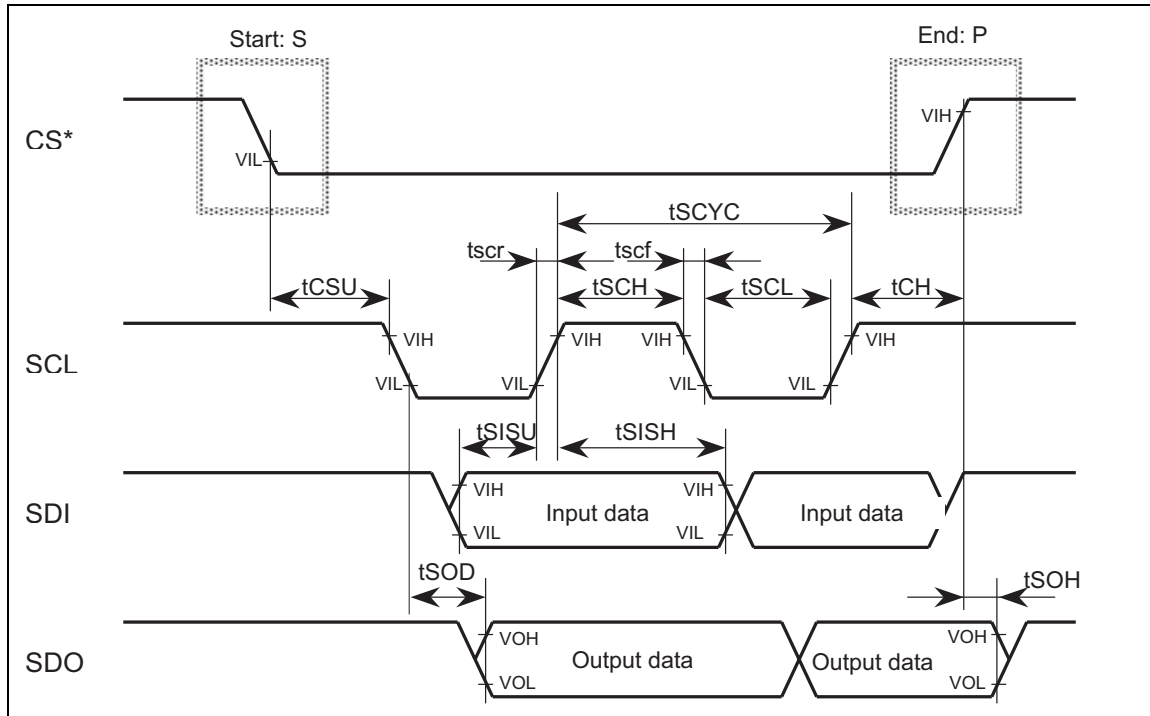 Start: S
End: P
CS*
VIL
VIH
tSCYC
tscr
tscf
tCSU
tSCH
tSCL
tCH
SCL
VIH
VIL
VIL
VIH
VIH
VIL
VIL
VIH
tSISU
tSISH
SDI
VIH
VIL
Input data
VIH
VIL
Input data
tSOD
tSOH
SDO
VOH
VOL
Output data
Output data
VOH
VOL